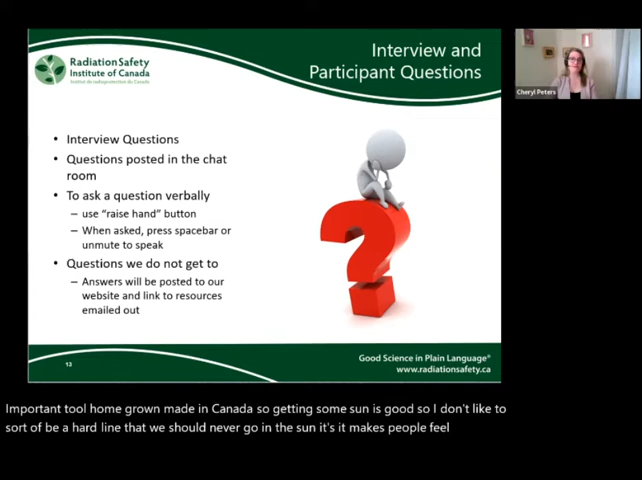 Radiation Safety
Institute of Canada
Institut de radioprotection du Canada
Interview and
Participant Questions
Cheryl Peters
• Interview Questions
• Questions posted in the chat
room
• To ask a question verbally
– use "raise hand" button
– When asked, press spacebar or
unmute to speak
• Questions we do not get to
– Answers will be posted to our
website and link to resources
emailed out
13
Good Science in Plain Language®
www.radiationsafety.ca
Important tool home grown made in Canada so getting some sun is good so I don't like to
sort of be a hard line that we should never go in the sun it's it makes people feel